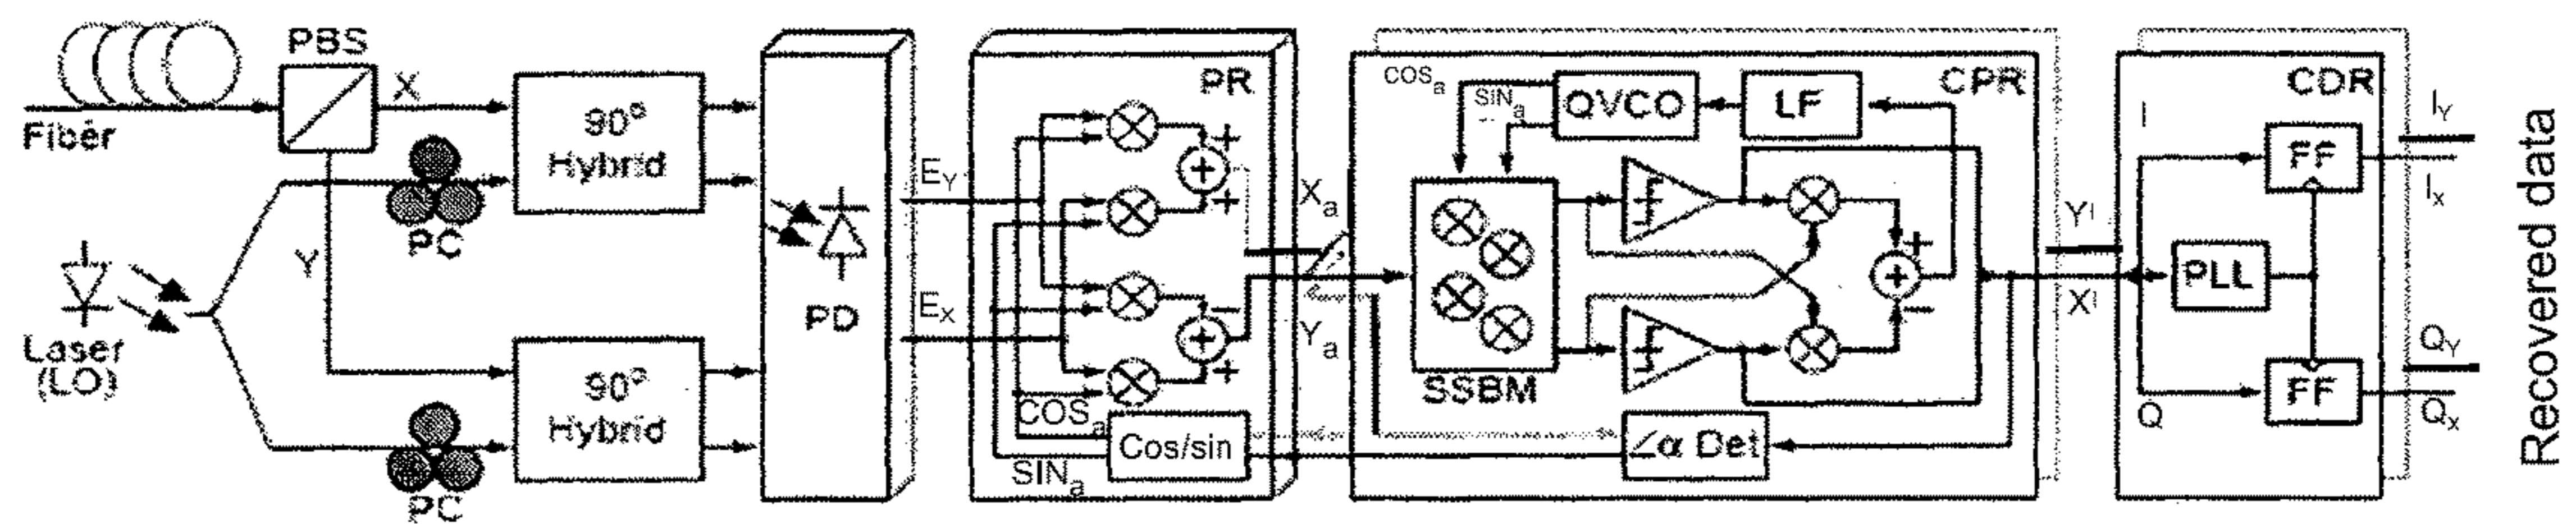 Fiber
PBS
X
Y
PC
Laser
(LO)
PC
90°
Hybrid
90°
Hybrid
PD
E_Y
E_X
PR
+
+
−
+
COS_a
SIN_a
Cos/sin
X_a
Y_a
CPR
cos_a
SIN_a
QVCO
LF
SSBM
+
−
∠α Det
Y^I
X^I
CDR
I
Q
FF
PLL
FF
I_Y
I_X
Q_Y
Q_X
Recovered data